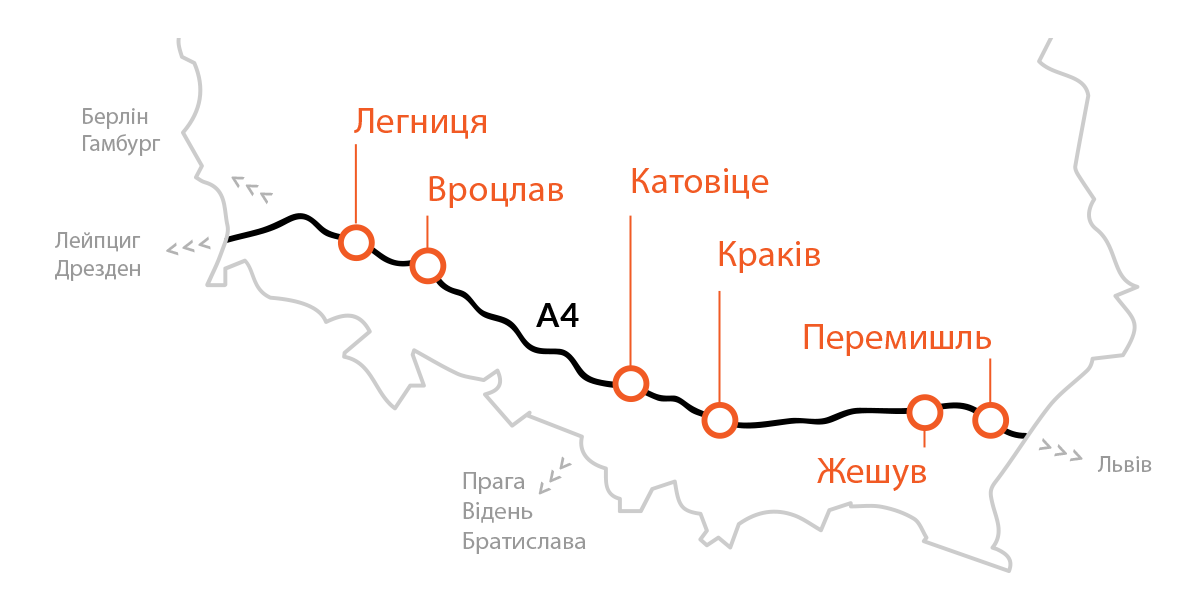 Берлін
Гамбург
Легниця
Вроцлав
Катовіце
Лейпциг
Дрезден
Краків
A4
Перемишль
Жешув
Львів
Прага
Відень
Братислава